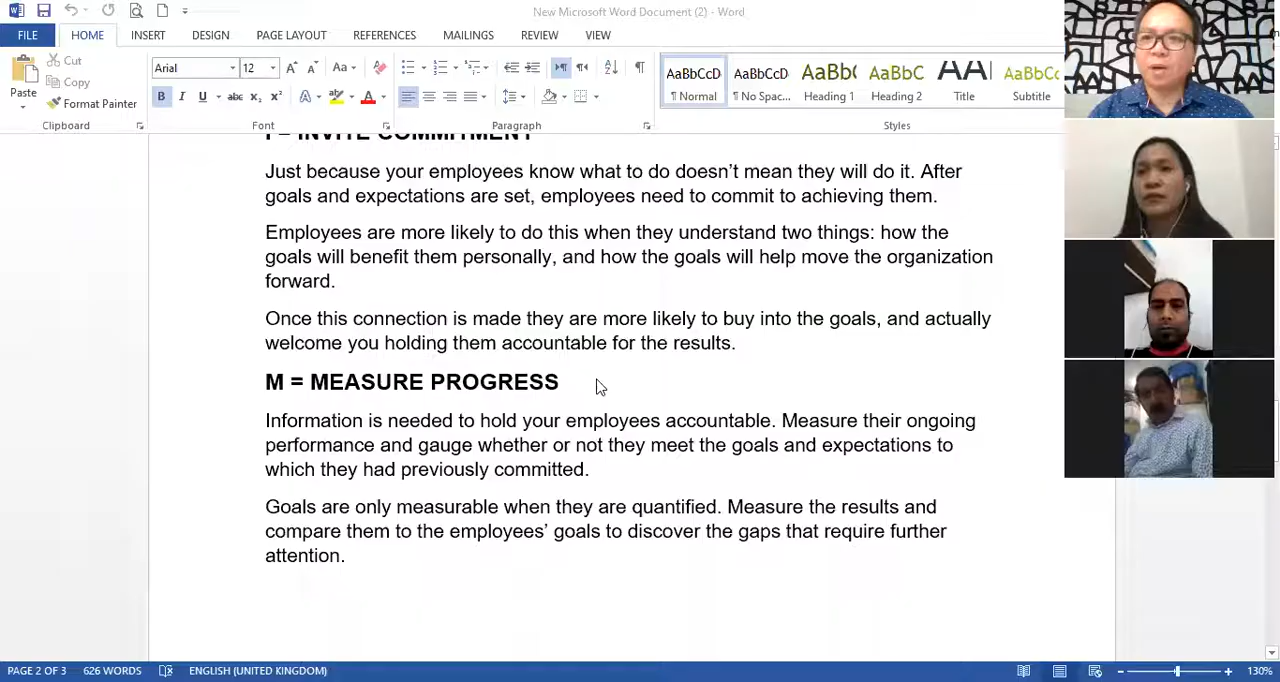 New Microsoft Word Document (2) - Word
FILE HOME INSERT DESIGN PAGE LAYOUT REFERENCES MAILINGS REVIEW VIEW
Paste
Cut
Copy
Format Painter
Arial 12
Aa
B I U abc x₂ x²
AaBbCcD AaBbCcD AaBbC AaBbC AA AaBbCc
¶ Normal ¶ No Spac... Heading 1 Heading 2 Title Subtitle
Clipboard Font Paragraph Styles
I = INVITE COMMITMENT
Just because your employees know what to do doesn’t mean they will do it. After
goals and expectations are set, employees need to commit to achieving them.
Employees are more likely to do this when they understand two things: how the
goals will benefit them personally, and how the goals will help move the organization
forward.
Once this connection is made they are more likely to buy into the goals, and actually
welcome you holding them accountable for the results.
M = MEASURE PROGRESS
Information is needed to hold your employees accountable. Measure their ongoing
performance and gauge whether or not they meet the goals and expectations to
which they had previously committed.
Goals are only measurable when they are quantified. Measure the results and
compare them to the employees’ goals to discover the gaps that require further
attention.
PAGE 2 OF 3 626 WORDS ENGLISH (UNITED KINGDOM) 130%